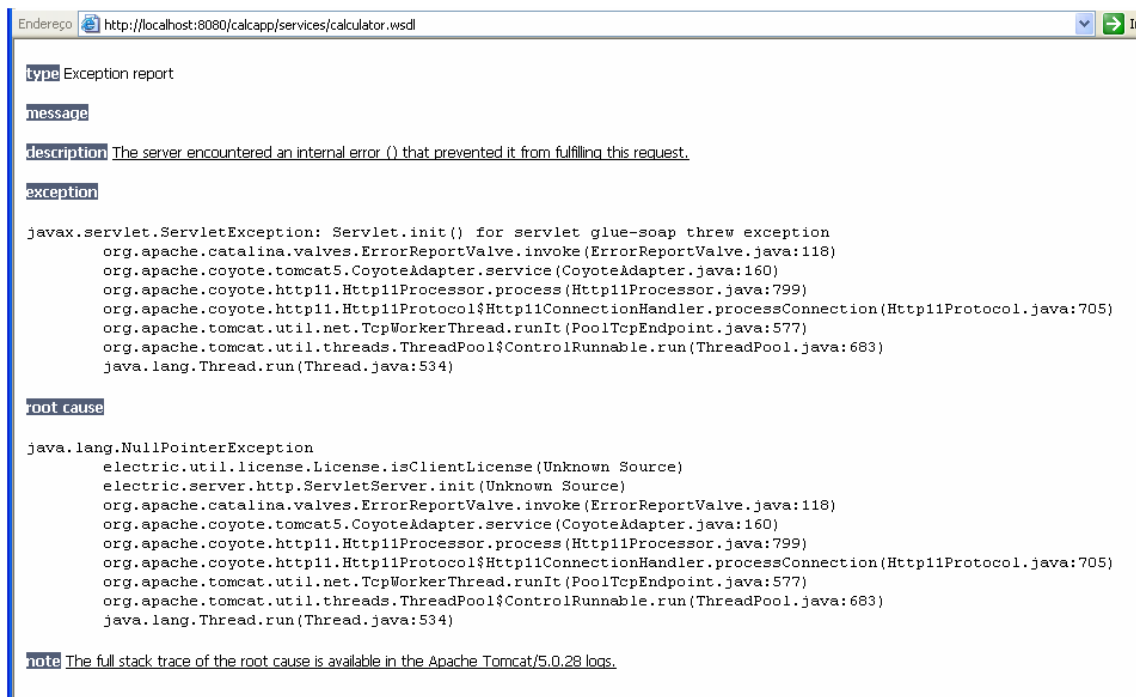 Endereço http://localhost:8080/calcapp/services/calculator.wsdl
type Exception report
message
description The server encountered an internal error () that prevented it from fulfilling this request.
exception
javax.servlet.ServletException: Servlet.init() for servlet glue-soap threw exception
org.apache.catalina.valves.ErrorReportValve.invoke(ErrorReportValve.java:118)
org.apache.coyote.tomcat5.CoyoteAdapter.service(CoyoteAdapter.java:160)
org.apache.coyote.http11.Http11Processor.process(Http11Processor.java:799)
org.apache.coyote.http11.Http11Protocol$Http11ConnectionHandler.processConnection(Http11Protocol.java:705)
org.apache.tomcat.util.net.TcpWorkerThread.runIt(PoolTcpEndpoint.java:577)
org.apache.tomcat.util.threads.ThreadPool$ControlRunnable.run(ThreadPool.java:683)
java.lang.Thread.run(Thread.java:534)
root cause
java.lang.NullPointerException
electric.util.license.License.isClientLicense(Unknown Source)
electric.server.http.ServletServer.init(Unknown Source)
org.apache.catalina.valves.ErrorReportValve.invoke(ErrorReportValve.java:118)
org.apache.coyote.tomcat5.CoyoteAdapter.service(CoyoteAdapter.java:160)
org.apache.coyote.http11.Http11Processor.process(Http11Processor.java:799)
org.apache.coyote.http11.Http11Protocol$Http11ConnectionHandler.processConnection(Http11Protocol.java:705)
org.apache.tomcat.util.net.TcpWorkerThread.runIt(PoolTcpEndpoint.java:577)
org.apache.tomcat.util.threads.ThreadPool$ControlRunnable.run(ThreadPool.java:683)
java.lang.Thread.run(Thread.java:534)
note The full stack trace of the root cause is available in the Apache Tomcat/5.0.28 logs.